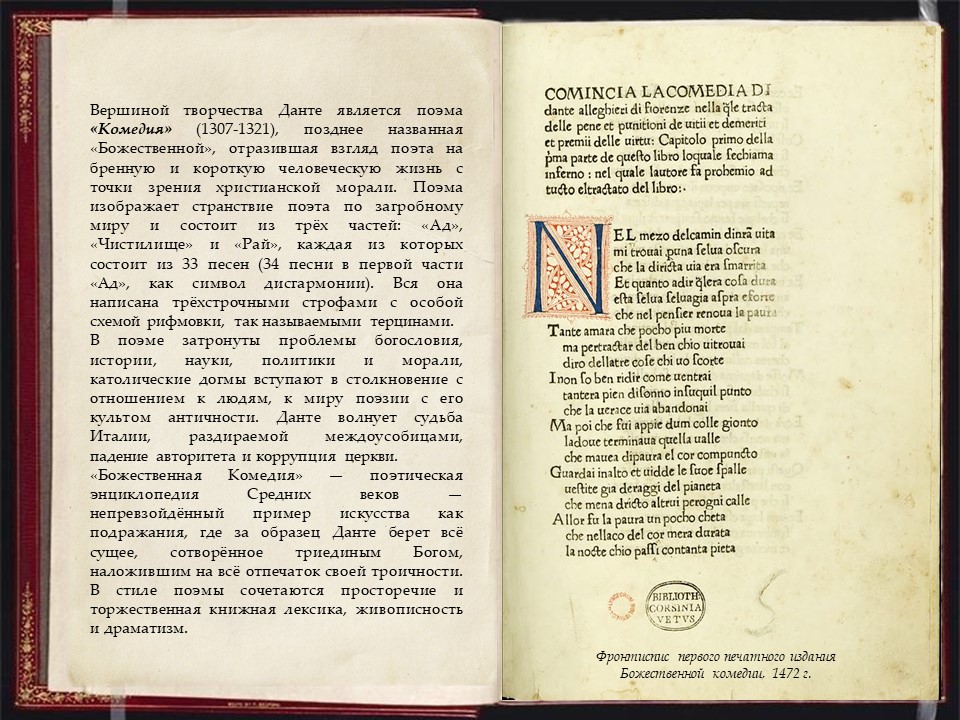 Вершиной творчества Данте является поэма
«Комедия» (1307-1321), позднее названная
«Божественной», отразившая взгляд поэта на
бренную и короткую человеческую жизнь с
точки зрения христианской морали. Поэма
изображает странствие поэта по загробному
миру и состоит из трёх частей: «Ад»,
«Чистилище» и «Рай», каждая из которых
состоит из 33 песен (34 песни в первой части
«Ад», как символ дисгармонии). Вся она
написана трёхстрочными строфами с особой
схемой рифмовки, так называемыми терцинами.
В поэме затронуты проблемы богословия,
истории, науки, политики и морали,
католические догмы вступают в столкновение с
отношением к людям, к миру поэзии с его
культом античности. Данте волнует судьба
Италии, раздираемой междоусобицами,
падение авторитета и коррупция церкви.
«Божественная Комедия» — поэтическая
энциклопедия Средних веков —
непревзойдённый пример искусства как
подражания, где за образец Данте берет всё
сущее, сотворённое триединым Богом,
наложившим на всё отпечаток своей троичности.
В стиле поэмы сочетаются просторечие и
торжественная книжная лексика, живописность
и драматизм.
COMINCIA LA COMEDIA DI
dante alleghieri di fiorenze nella q̄le tracta
delle pene et punitioni de uitii et demeriti
et premii delle uirtu: Capitolo primo della
p̄ma parte de queſto libro loquale ſechiama
inferno : nel quale lautore fa prohemio ad
tucto eltractato del libro:·
NEL mezo delcamin dinr̄a uita
mi trouai ꝑuna ſelua oſcura
che la diricta uia era ſmarrita
Et quanto adir q̄lera coſa dura
eſta ſelua ſeluagia aſpra eforte
che nel penſier renoua la paura
Tante amara che pocho piu morte
ma pertractar del ben chio uitrouai
diro dellatre coſe chi uo ſcorte
Inon ſo ben ridir come uentrai
tantera pien diſonno inſuquil punto
che la uerace uia abandonai
Ma poi che fui appie dum colle gionto
ladoue terminaua quella ualle
che mauea dipaura el cor compuncto
Guardai inalto et uidde le ſuoe ſpalle
ueſtite gia deraggi del pianeta
che mena dricto altrui perogni calle
Allor fu la paura un pocho cheta
che nellaco del cor mera durata
la nocte chio paſſi contanta pieta
BIBLIOTH
CORSINIA
VETVS
Фронтиспис первого печатного издания
Божественной комедии. 1472 г.